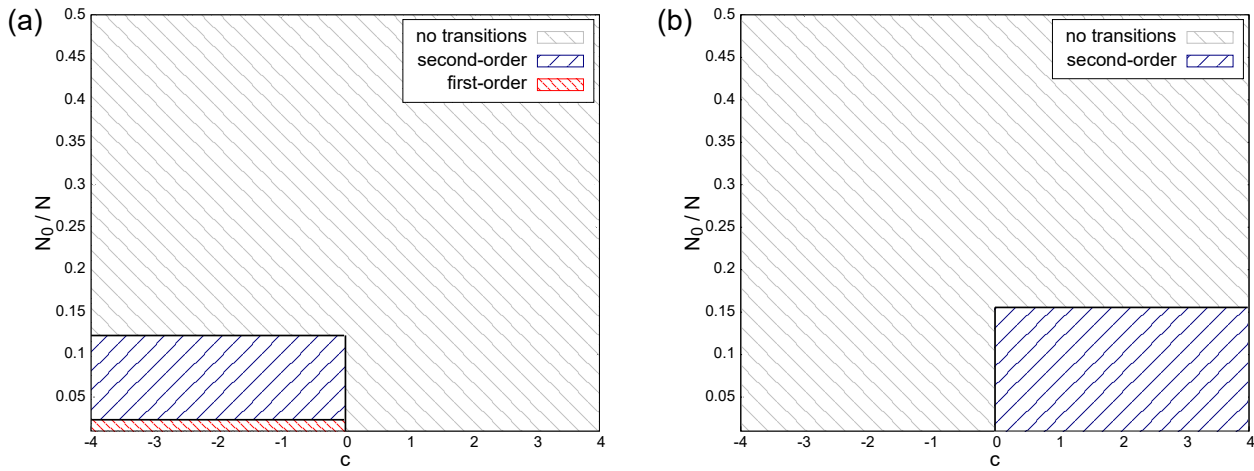 (a)
no transitions
second-order
first-order
0.5
0.45
0.4
0.35
0.3
0.25
0.2
0.15
0.1
0.05
N0 / N
-4 -3 -2 -1 0 1 2 3 4
c
(b)
no transitions
second-order
0.5
0.45
0.4
0.35
0.3
0.25
0.2
0.15
0.1
0.05
N0 / N
-4 -3 -2 -1 0 1 2 3 4
c